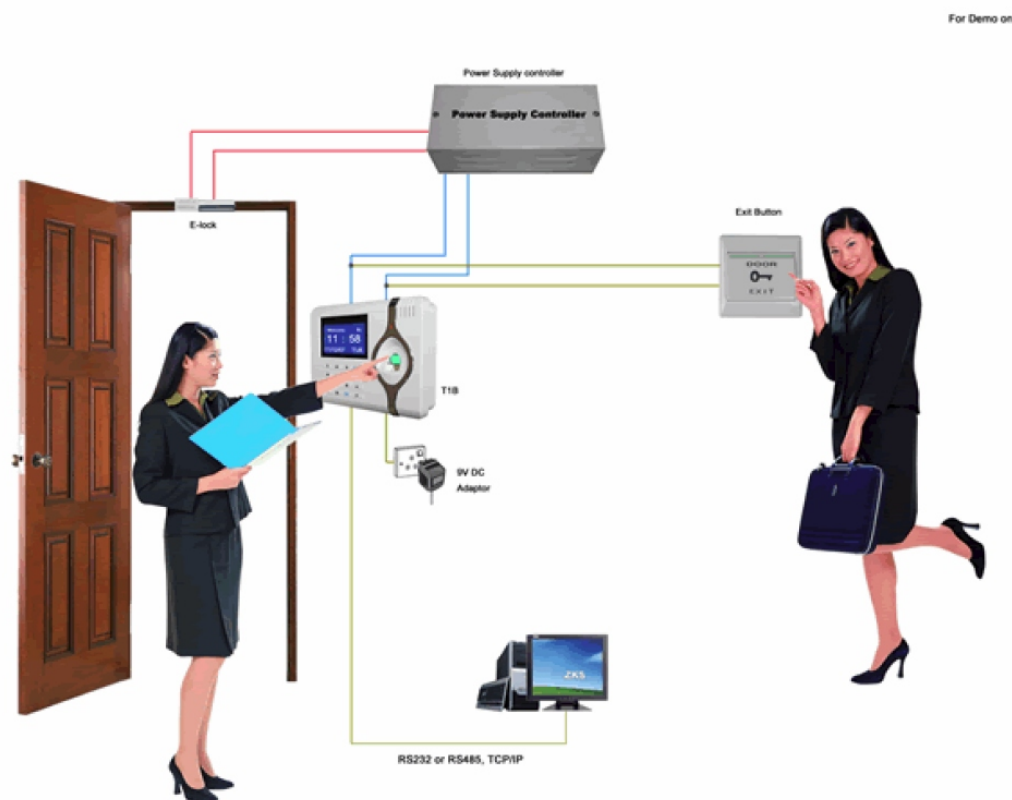 For Demo on
Power Supply controller
Power Supply Controller
E-lock
Exit Button
DOOR
EXIT
11 : 58
T1B
9V DC
Adaptor
ZKS
RS232 or RS485, TCP/IP